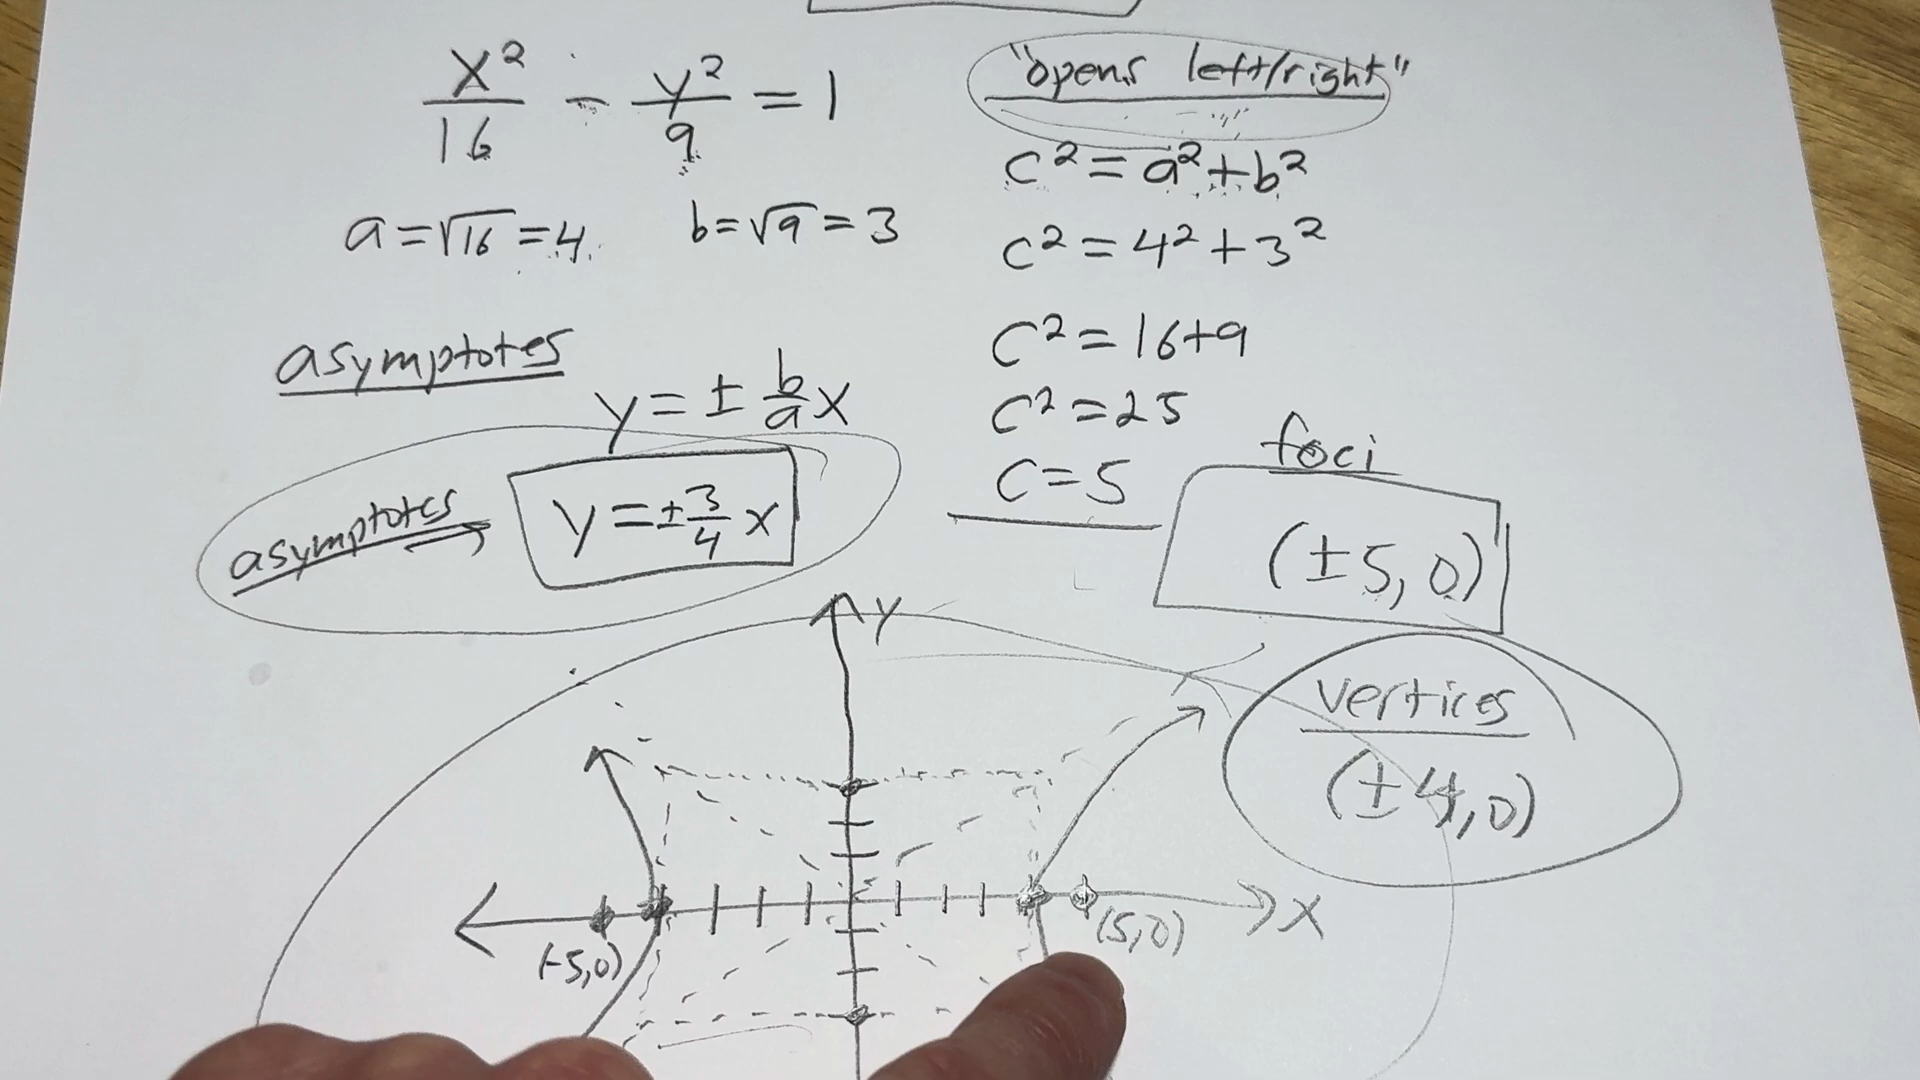 x²/16 - y²/9 = 1
"opens left/right"
a = √16 = 4
b = √9 = 3
c² = a² + b²
c² = 4² + 3²
c² = 16 + 9
c² = 25
c = 5
asymptotes
y = ± b/a x
asymptotes → y = ± 3/4 x
foci
(±5, 0)
vertices
(±4, 0)
y
x
(-5, 0)
(5, 0)